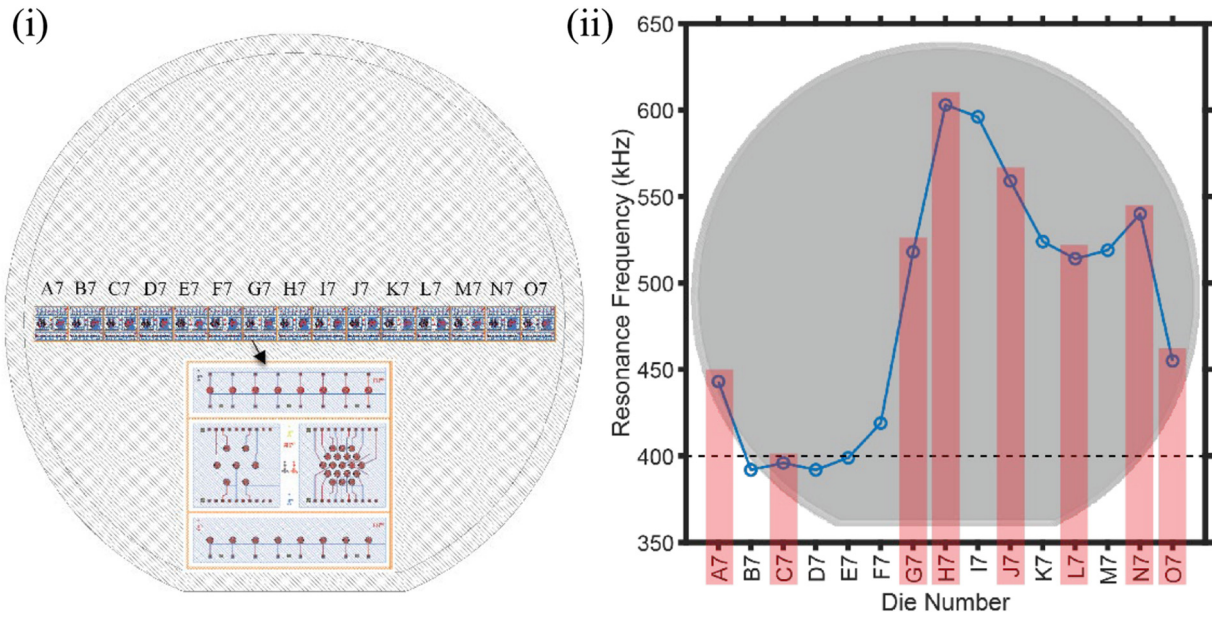 (i)
A7 B7 C7 D7 E7 F7 G7 H7 I7 J7 K7 L7 M7 N7 O7
(ii)
Resonance Frequency (kHz)
650
600
550
500
450
400
350
A7 B7 C7 D7 E7 F7 G7 H7 I7 J7 K7 L7 M7 N7 O7
Die Number